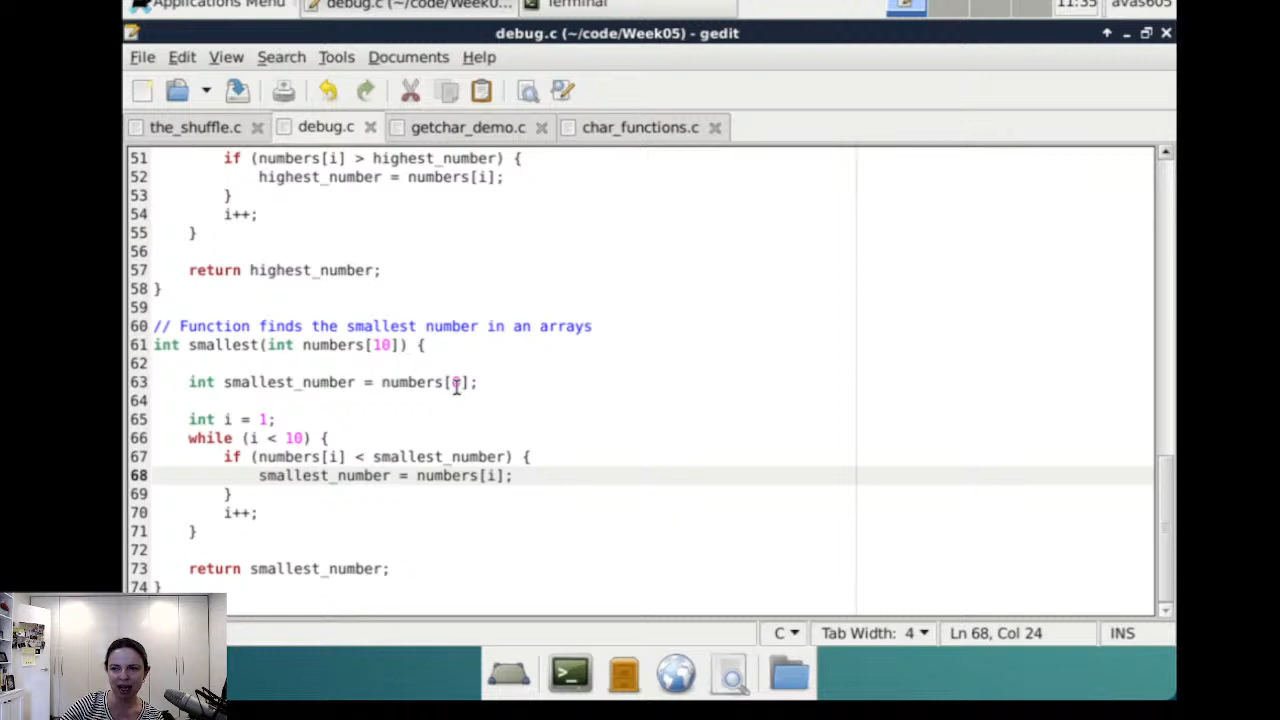 Applications Menu debug.c (~/code/Week0... Terminal 11:35 avas605
debug.c (~/code/Week05) - gedit
File Edit View Search Tools Documents Help
the_shuffle.c debug.c getchar_demo.c char_functions.c
51 if (numbers[i] > highest_number) {
52 highest_number = numbers[i];
53 }
54 i++;
55 }
56
57 return highest_number;
58 }
59
60 // Function finds the smallest number in an arrays
61 int smallest(int numbers[10]) {
62
63 int smallest_number = numbers[0];
64
65 int i = 1;
66 while (i < 10) {
67 if (numbers[i] < smallest_number) {
68 smallest_number = numbers[i];
69 }
70 i++;
71 }
72
73 return smallest_number;
74 }
C Tab Width: 4 Ln 68, Col 24 INS